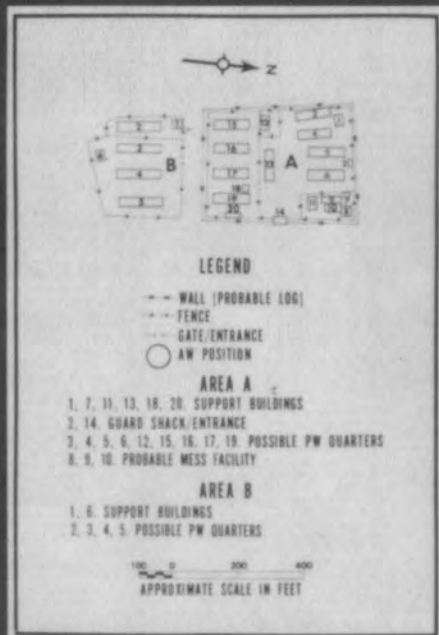 N
A
B
LEGEND
WALL (PROBABLE LOG)
FENCE
GATE/ENTRANCE
AW POSITION
AREA A
1, 7, 11, 13, 18, 20. SUPPORT BUILDINGS
2, 14. GUARD SHACK/ENTRANCE
3, 4, 5, 6, 12, 15, 16, 17, 19. POSSIBLE PW QUARTERS
8, 9, 10. PROBABLE MESS FACILITY
AREA B
1, 6. SUPPORT BUILDINGS
2, 3, 4, 5. POSSIBLE PW QUARTERS
100 0 200 400
APPROXIMATE SCALE IN FEET